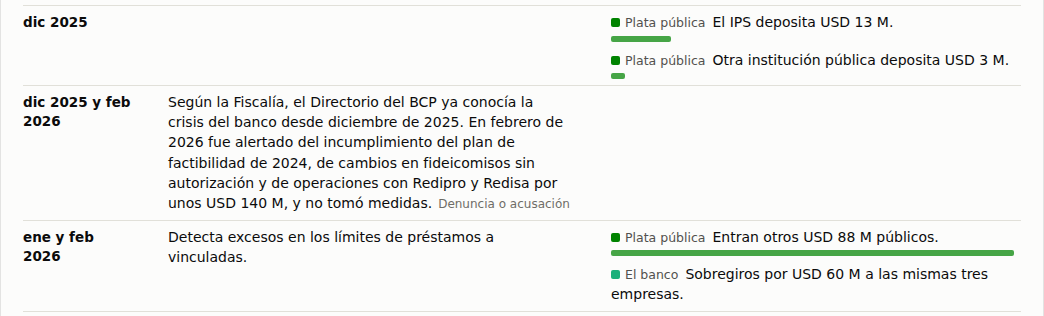 dic 2025
Plata pública El IPS deposita USD 13 M.
Plata pública Otra institución pública deposita USD 3 M.
dic 2025 y feb
2026
Según la Fiscalía, el Directorio del BCP ya conocía la
crisis del banco desde diciembre de 2025. En febrero de
2026 fue alertado del incumplimiento del plan de
factibilidad de 2024, de cambios en fideicomisos sin
autorización y de operaciones con Redipro y Redisa por
unos USD 140 M, y no tomó medidas. Denuncia o acusación
ene y feb
2026
Detecta excesos en los límites de préstamos a
vinculadas.
Plata pública Entran otros USD 88 M públicos.
El banco Sobregiros por USD 60 M a las mismas tres
empresas.